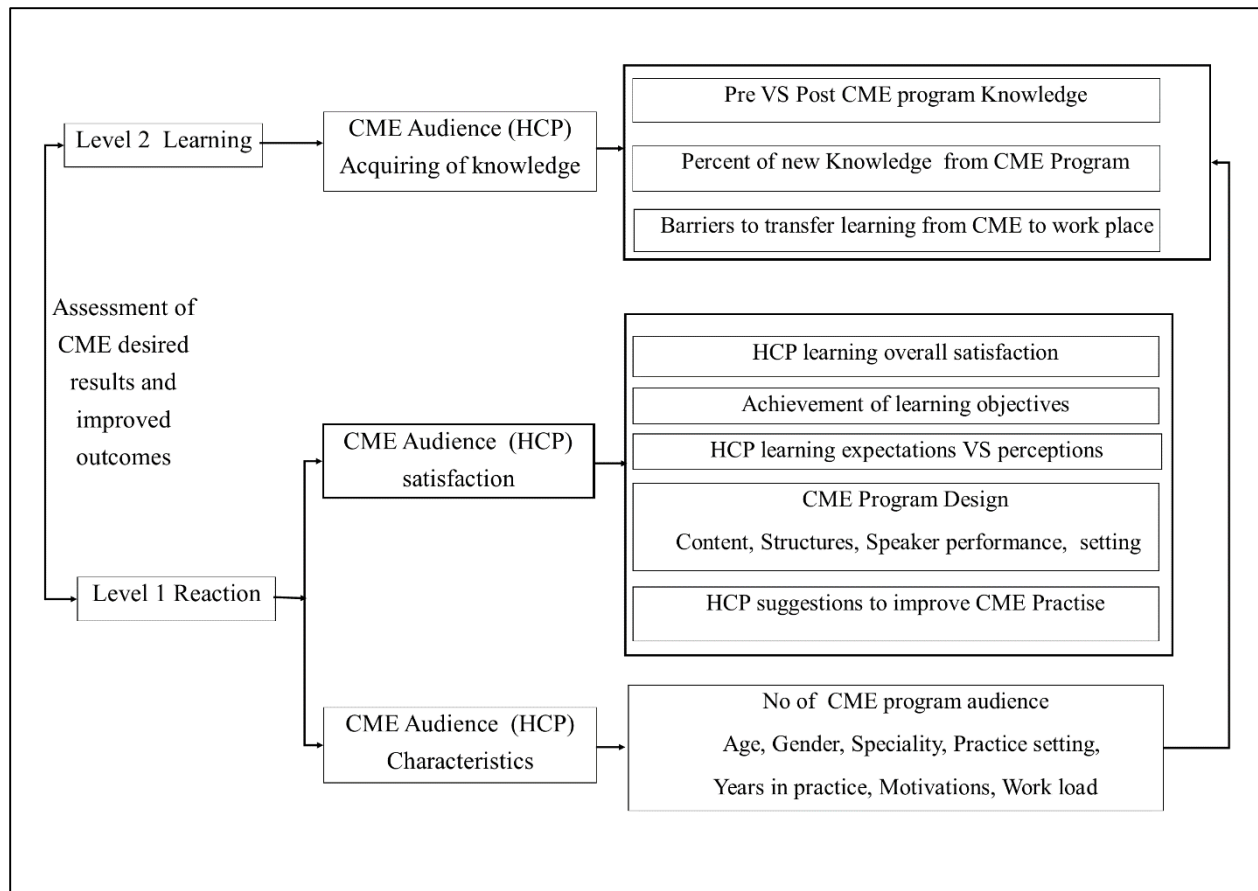 Pre VS Post CME program Knowledge
Level 2 Learning
CME Audience (HCP)
Acquiring of knowledge
Percent of new Knowledge from CME Program
Barriers to transfer learning from CME to work place
Assessment of
CME desired
results and
improved
outcomes
HCP learning overall satisfaction
Achievement of learning objectives
CME Audience (HCP)
satisfaction
HCP learning expectations VS perceptions
CME Program Design
Content, Structures, Speaker performance, setting
Level 1 Reaction
HCP suggestions to improve CME Practise
CME Audience (HCP)
Characteristics
No of CME program audience
Age, Gender, Speciality, Practice setting,
Years in practice, Motivations, Work load